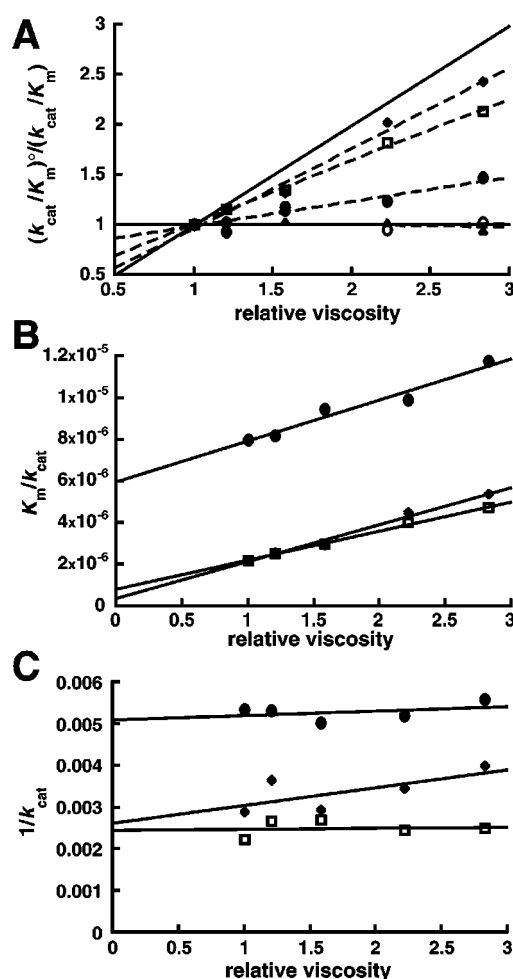 A
(kcat/Km)°/(kcat/Km)
3
2.5
2
1.5
1
0.5
0.5 1 1.5 2 2.5 3
relative viscosity
B
Km/kcat
1.2x10-5
1x10-5
8x10-6
6x10-6
4x10-6
2x10-6
0
0 0.5 1 1.5 2 2.5 3
relative viscosity
C
1/kcat
0.006
0.005
0.004
0.003
0.002
0.001
0
0 0.5 1 1.5 2 2.5 3
relative viscosity